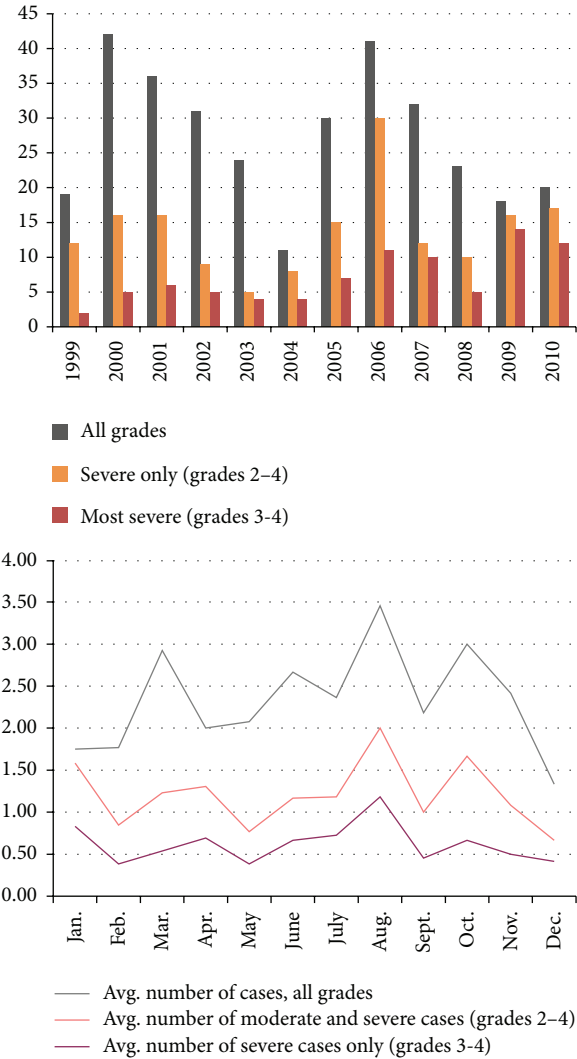 45
40
35
30
25
20
15
10
5
0
1999 2000 2001 2002 2003 2004 2005 2006 2007 2008 2009 2010
All grades
Severe only (grades 2–4)
Most severe (grades 3-4)
4.00
3.50
3.00
2.50
2.00
1.50
1.00
0.50
0.00
Jan. Feb. Mar. Apr. May June July Aug. Sept. Oct. Nov. Dec.
Avg. number of cases, all grades
Avg. number of moderate and severe cases (grades 2–4)
Avg. number of severe cases only (grades 3-4)